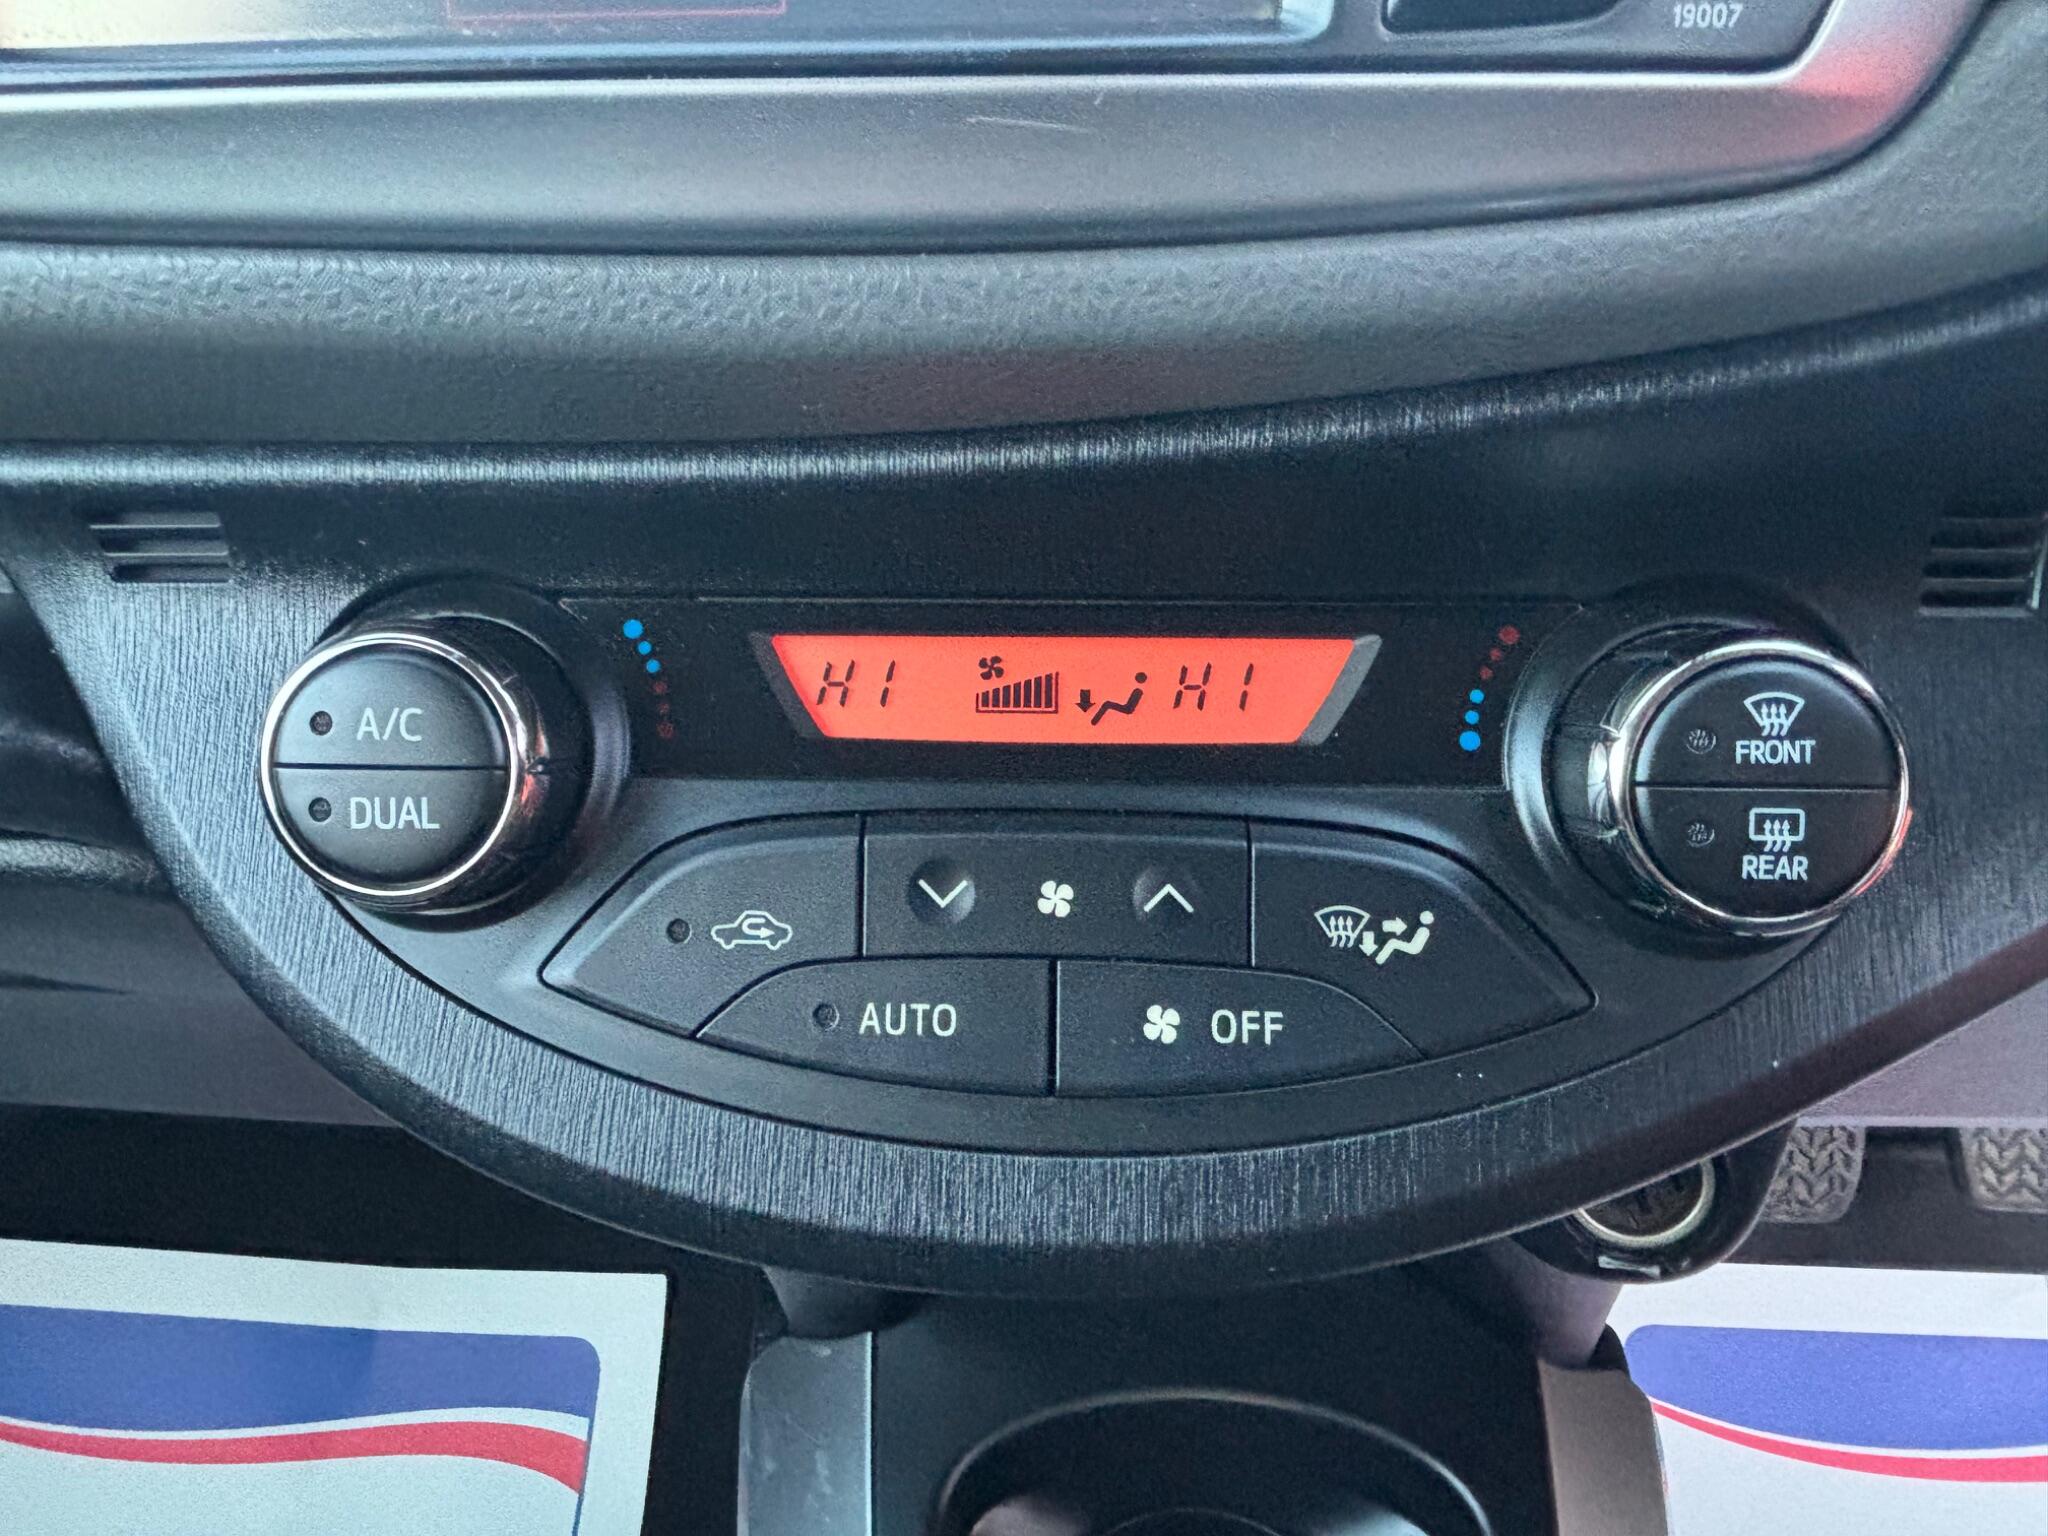 19007
HI HI
A/C
DUAL
FRONT
REAR
AUTO
OFF